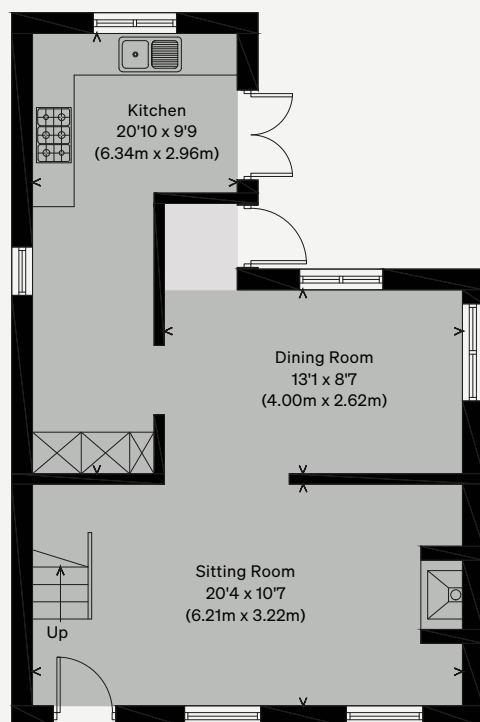 Kitchen
20'10 x 9'9
(6.34m x 2.96m)
Dining Room
13'1 x 8'7
(4.00m x 2.62m)
Sitting Room
20'4 x 10'7
(6.21m x 3.22m)
Up